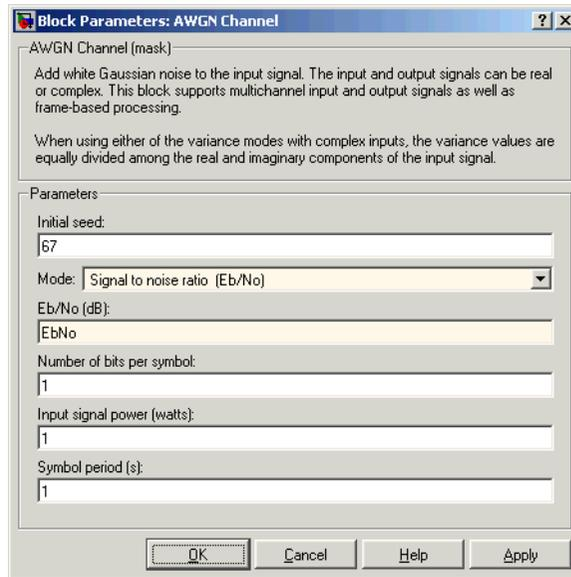 Block Parameters: AWGN Channel
AWGN Channel (mask)
Add white Gaussian noise to the input signal. The input and output signals can be real
or complex. This block supports multichannel input and output signals as well as
frame-based processing.
When using either of the variance modes with complex inputs, the variance values are
equally divided among the real and imaginary components of the input signal.
Parameters
Initial seed:
67
Mode: Signal to noise ratio (Eb/No)
Eb/No (dB):
EbNo
Number of bits per symbol:
1
Input signal power (watts):
1
Symbol period (s):
1
OK Cancel Help Apply